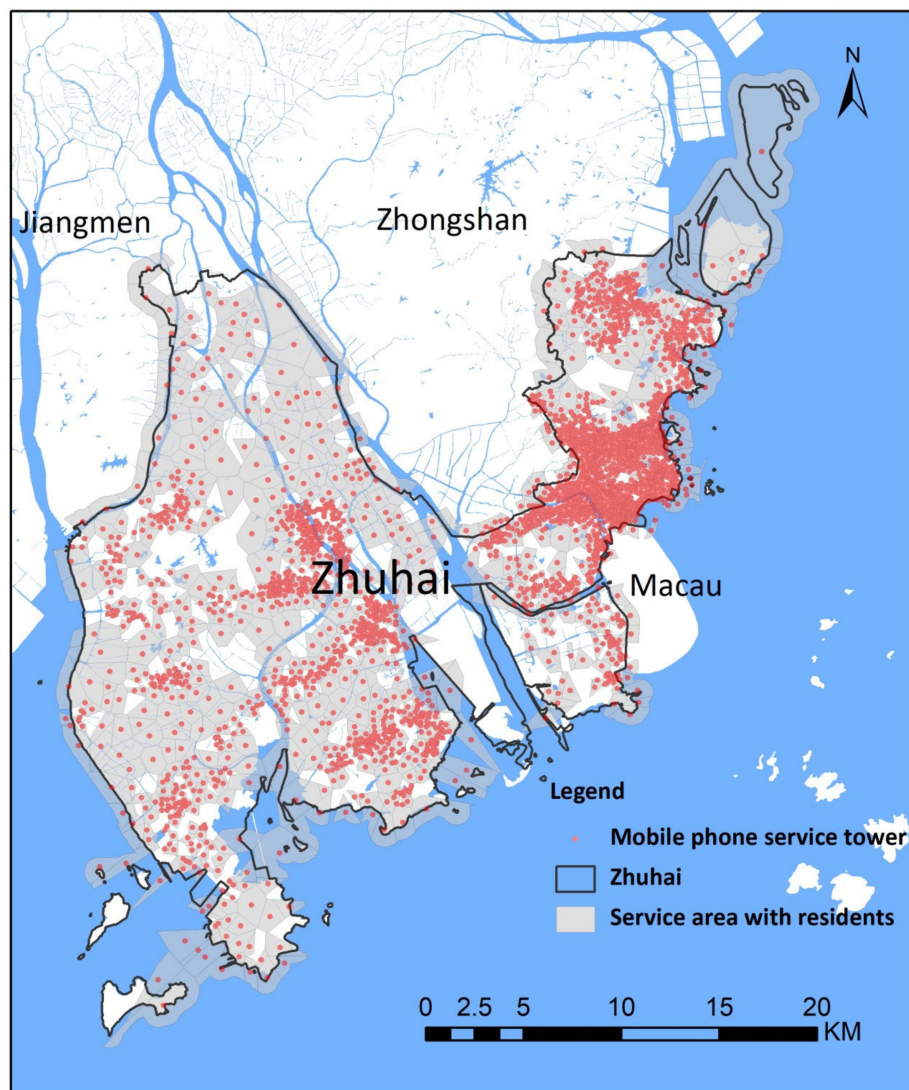 N
Jiangmen
Zhongshan
Zhuhai
Macau
Legend
Mobile phone service tower
Zhuhai
Service area with residents
0 2.5 5 10 15 20
KM